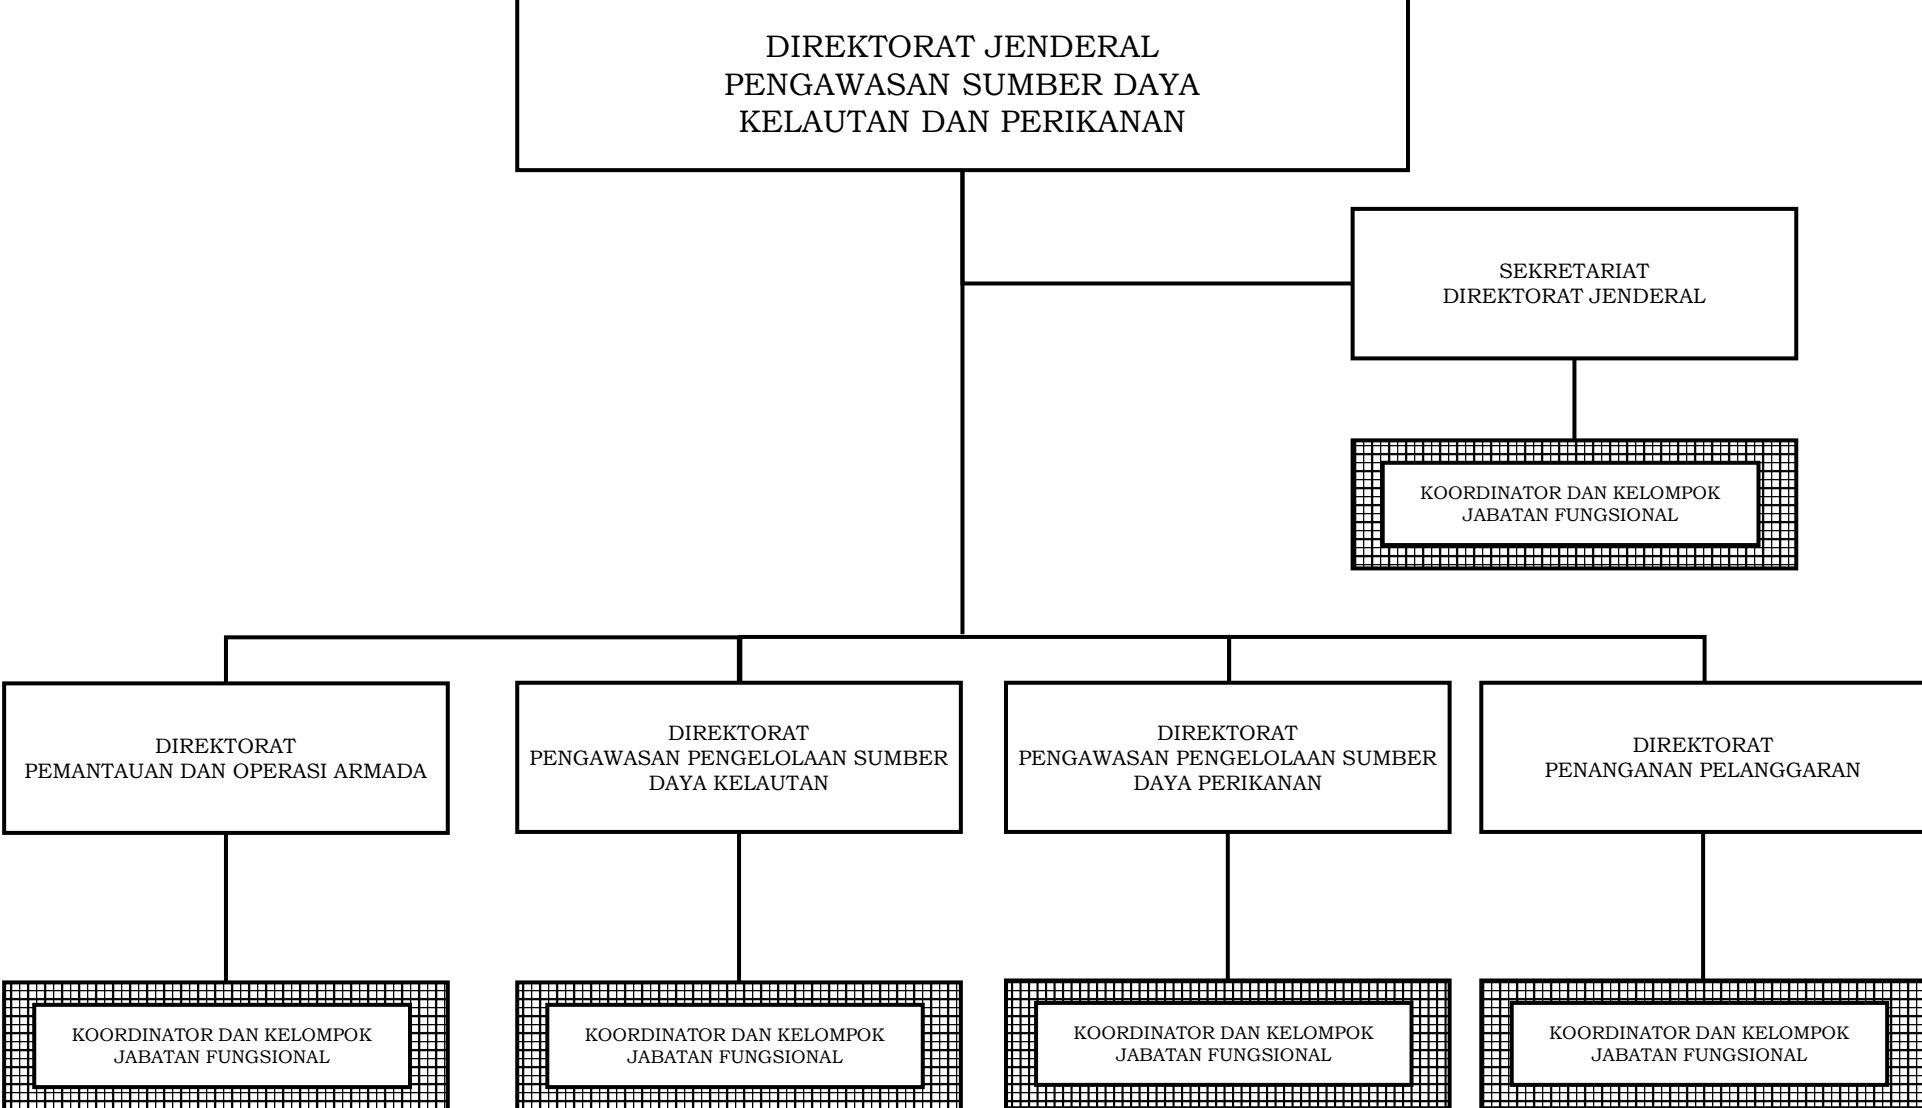 DIREKTORAT JENDERAL
PENGAWASAN SUMBER DAYA
KELAUTAN DAN PERIKANAN
SEKRETARIAT
DIREKTORAT JENDERAL
KOORDINATOR DAN KELOMPOK
JABATAN FUNGSIONAL
DIREKTORAT
PEMANTAUAN DAN OPERASI ARMADA
DIREKTORAT
PENGAWASAN PENGELOLAAN SUMBER
DAYA KELAUTAN
DIREKTORAT
PENGAWASAN PENGELOLAAN SUMBER
DAYA PERIKANAN
DIREKTORAT
PENANGANAN PELANGGARAN
KOORDINATOR DAN KELOMPOK
JABATAN FUNGSIONAL
KOORDINATOR DAN KELOMPOK
JABATAN FUNGSIONAL
KOORDINATOR DAN KELOMPOK
JABATAN FUNGSIONAL
KOORDINATOR DAN KELOMPOK
JABATAN FUNGSIONAL